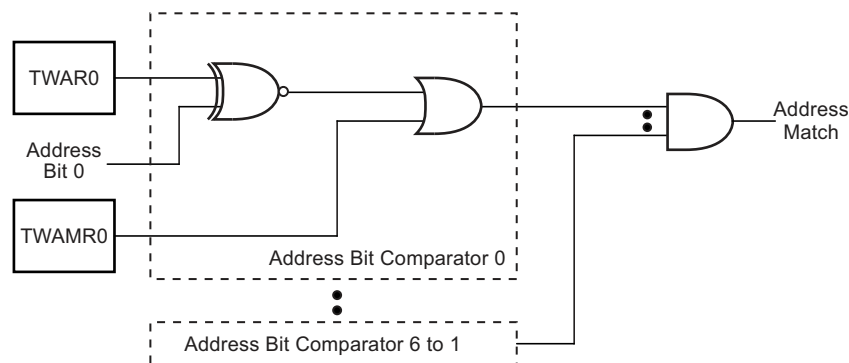 TWAR0
Address
Bit 0
TWAMR0
Address Bit Comparator 0
Address Bit Comparator 6 to 1
Address
Match